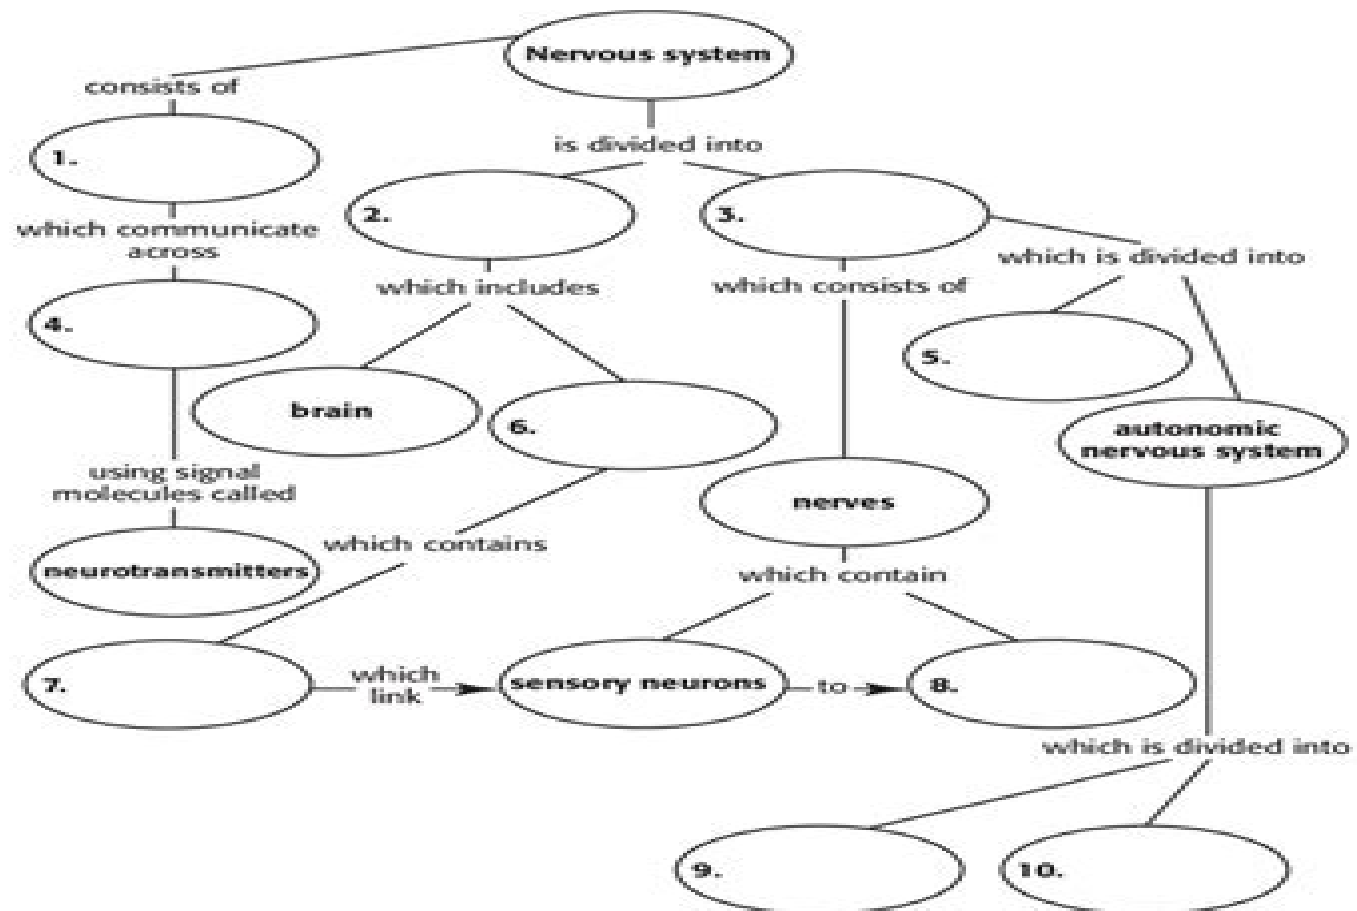 Nervous system
consists of
is divided into
1.
2.
3.
which communicate
across
which is divided into
which includes
which consists of
4.
5.
brain
6.
autonomic
nervous system
using signal
molecules called
nerves
which contains
neurotransmitters
which contain
7.
which
link
sensory neurons
to
8.
which is divided into
9.
10.